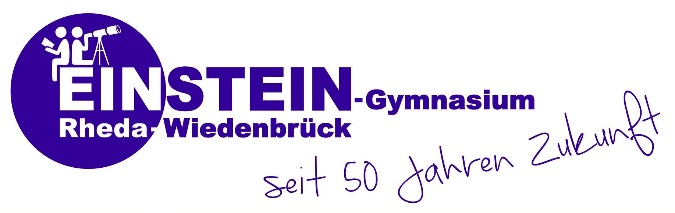 EINSTEIN-Gymnasium
Rheda-Wiedenbrück
seit 50 Jahren Zukunft